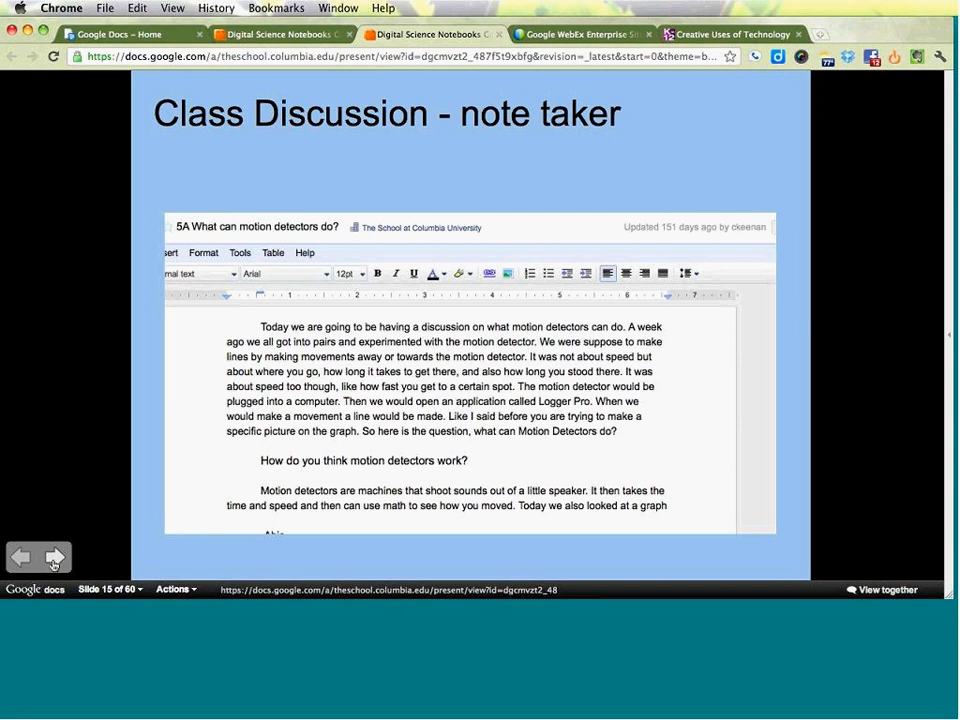 Chrome File Edit View History Bookmarks Window Help
Google Docs – Home
Digital Science Notebooks
Digital Science Notebooks
Google WebEx Enterprise
Creative Uses of Technology
https://docs.google.com/a/theschool.columbia.edu/present/view?id=dgcmvzt2_487f5t9xbfg&revision=_latest&start=0&theme=b...
Class Discussion - note taker
5A What can motion detectors do? The School at Columbia University Updated 151 days ago by ckeenan
sert Format Tools Table Help
mal text Arial 12pt B I U A
1 2 3 4 5 6 7
Today we are going to be having a discussion on what motion detectors can do. A week
ago we all got into pairs and experimented with the motion detector. We were suppose to make
lines by making movements away or towards the motion detector. It was not about speed but
about where you go, how long it takes to get there, and also how long you stood there. It was
about speed too though, like how fast you get to a certain spot. The motion detector would be
plugged into a computer. Then we would open an application called Logger Pro. When we
would make a movement a line would be made. Like I said before you are trying to make a
specific picture on the graph. So here is the question, what can Motion Detectors do?
How do you think motion detectors work?
Motion detectors are machines that shoot sounds out of a little speaker. It then takes the
time and speed and then can use math to see how you moved. Today we also looked at a graph
Google docs Slide 15 of 60 Actions https://docs.google.com/a/theschool.columbia.edu/present/view?id=dgcmvzt2_48 View together